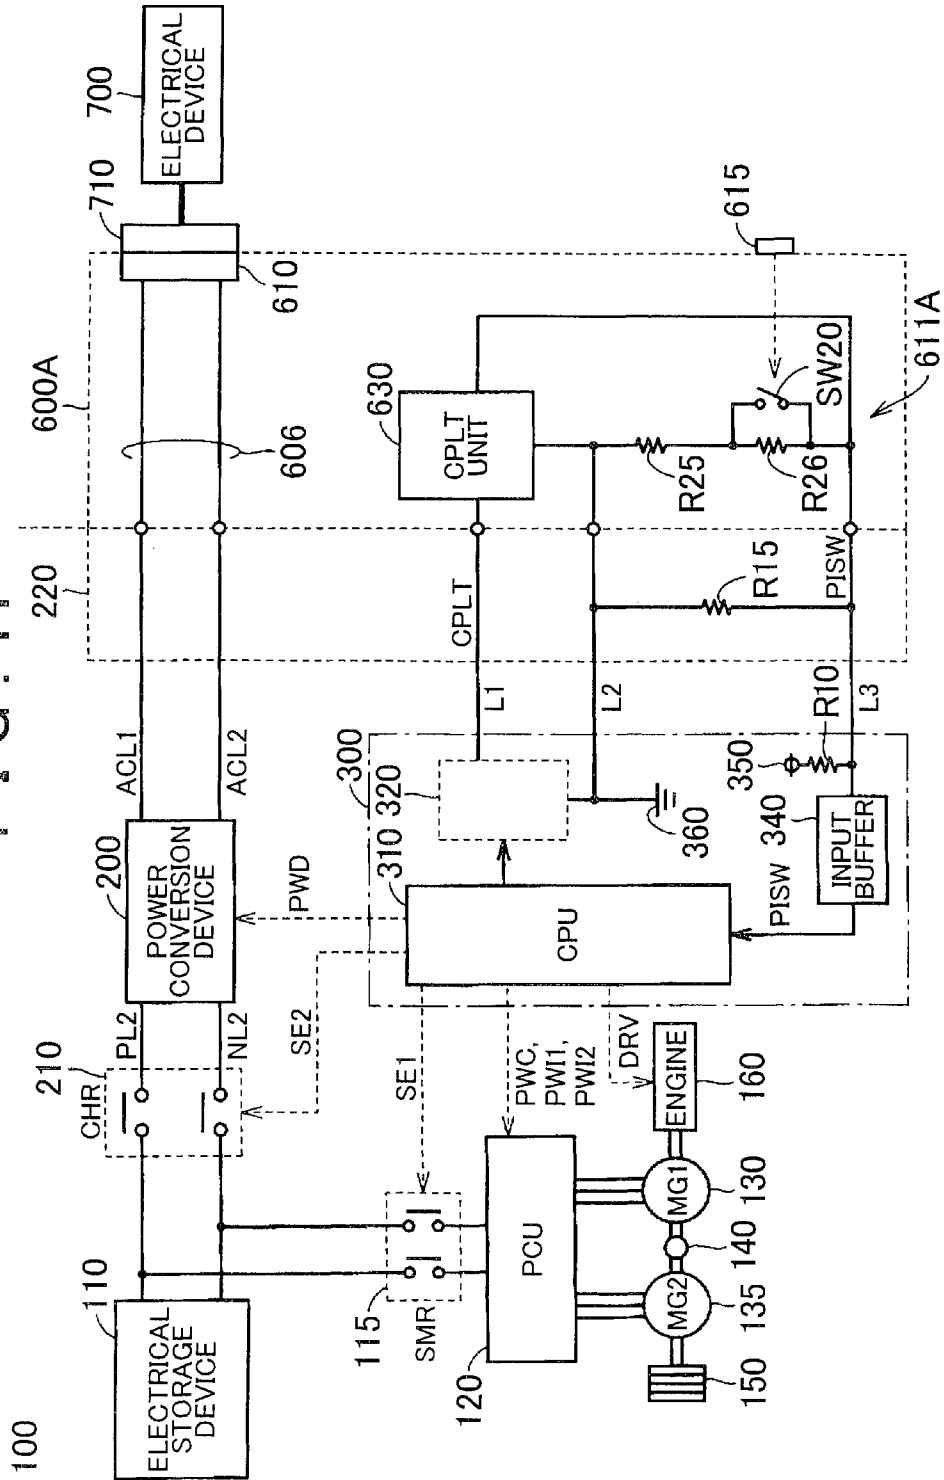 100
110
ELECTRICAL
STORAGE
DEVICE
CHR
210
PL2
NL2
200
POWER
CONVERSION
DEVICE
ACL1
ACL2
220
600A
606
710
610
700
ELECTRICAL
DEVICE
115
SMR
SE1
SE2
PWD
300
310
320
CPU
L1
CPLT
630
CPLT
UNIT
120
PCU
PWC,
PWI1,
PWI2
DRV
360
L2
R15
R25
R26
SW20
615
PISW
340
INPUT
BUFFER
350
R10
L3
PISW
611A
150
MG2
135
140
MG1
130
ENGINE
160